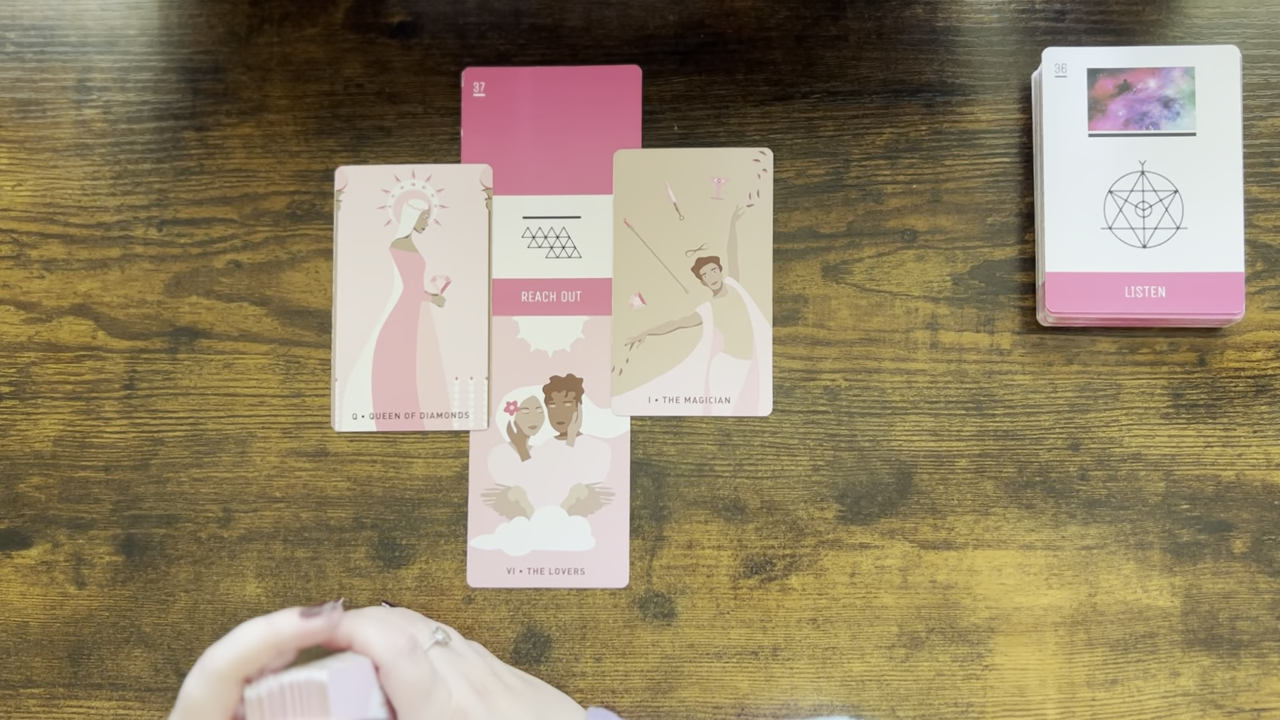 37
REACH OUT
Q • QUEEN OF DIAMONDS
I • THE MAGICIAN
VI • THE LOVERS
36
LISTEN